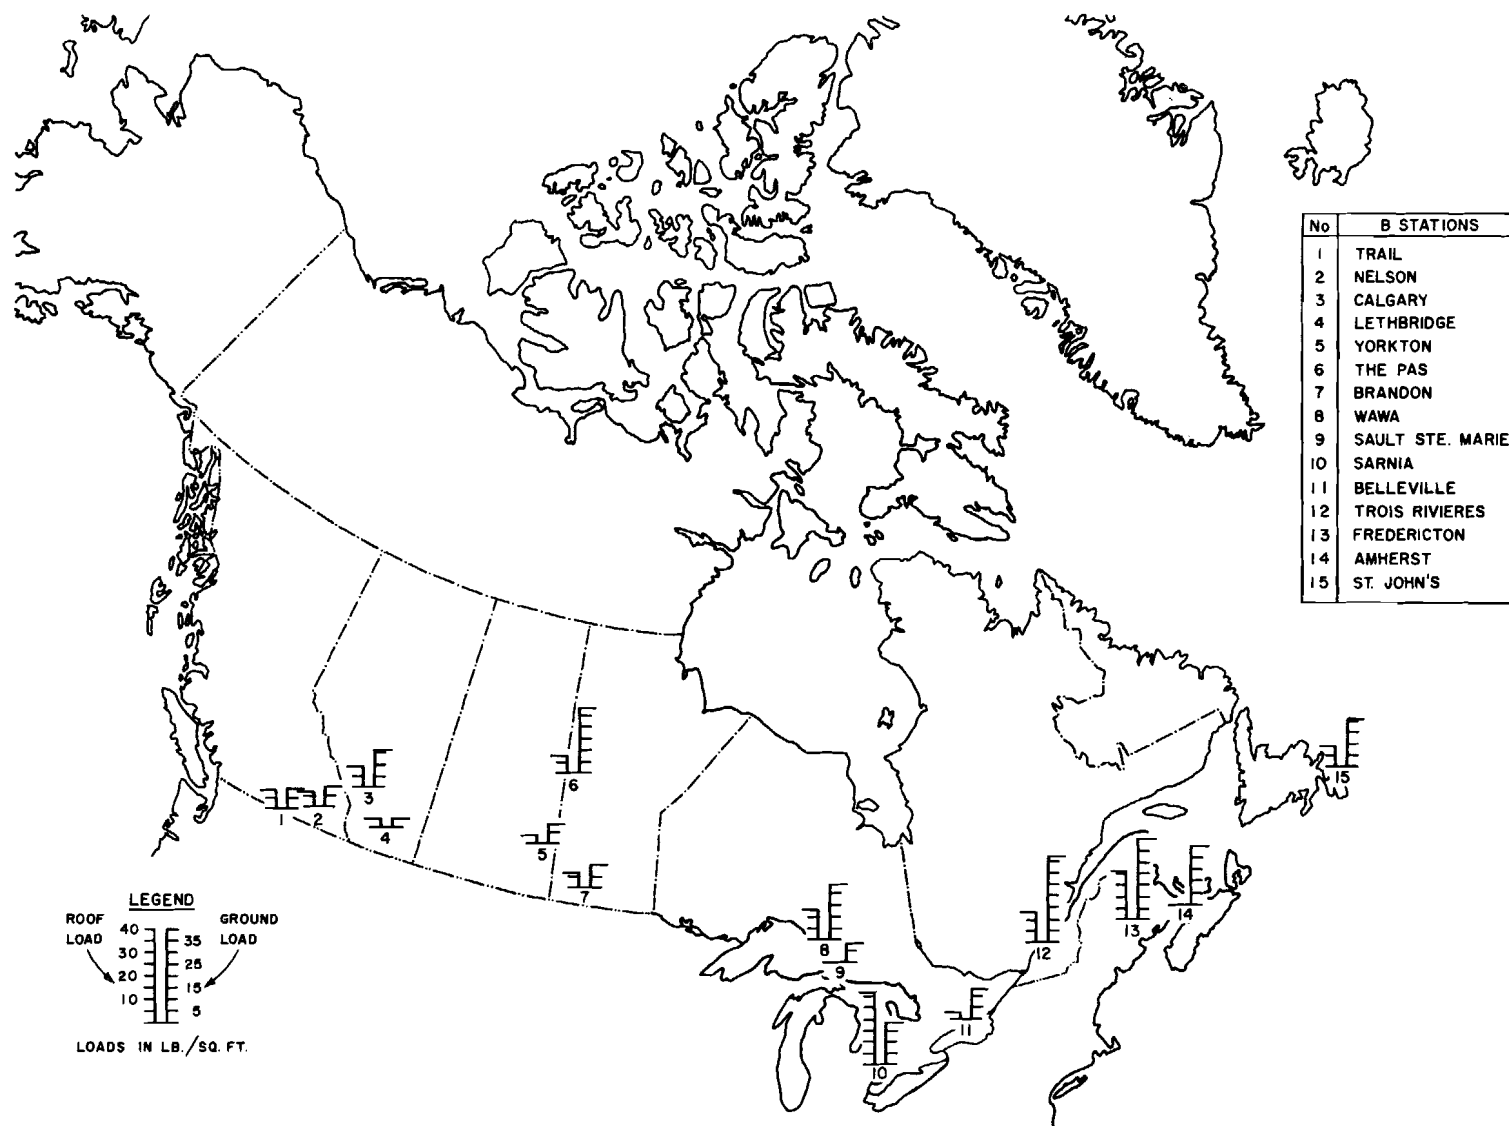 No B STATIONS
1 TRAIL
2 NELSON
3 CALGARY
4 LETHBRIDGE
5 YORKTON
6 THE PAS
7 BRANDON
8 WAWA
9 SAULT STE. MARIE
10 SARNIA
11 BELLEVILLE
12 TROIS RIVIERES
13 FREDERICTON
14 AMHERST
15 ST. JOHN'S
6
15
3
1 2
4
5
7
14
13
8
12
9
11
10
LEGEND
ROOF LOAD
GROUND LOAD
40
35
30
25
20
15
10
5
LOADS IN LB./SQ. FT.